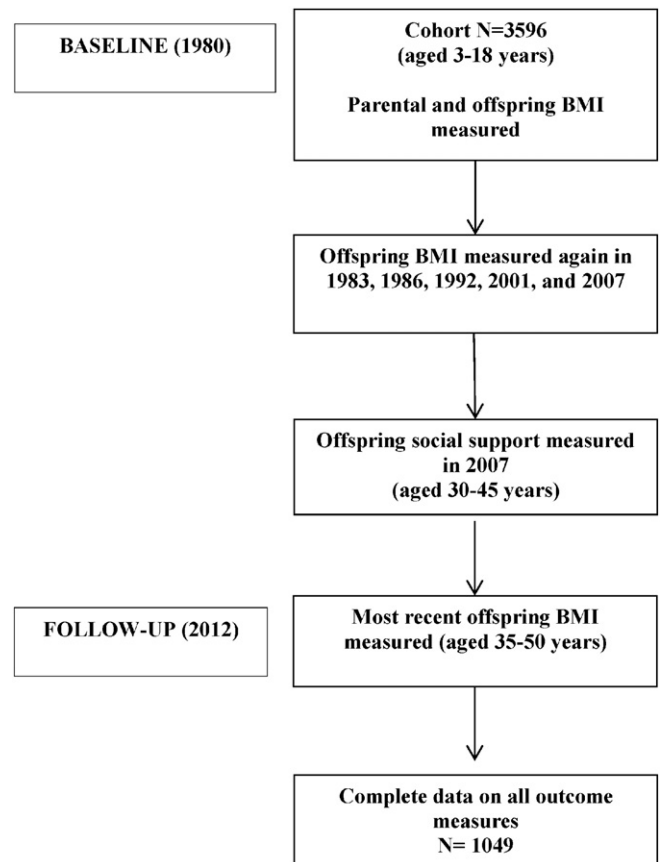 BASELINE (1980)
Cohort N=3596
(aged 3-18 years)
Parental and offspring BMI
measured
Offspring BMI measured again in
1983, 1986, 1992, 2001, and 2007
Offspring social support measured
in 2007
(aged 30-45 years)
FOLLOW-UP (2012)
Most recent offspring BMI
measured (aged 35-50 years)
Complete data on all outcome
measures
N= 1049